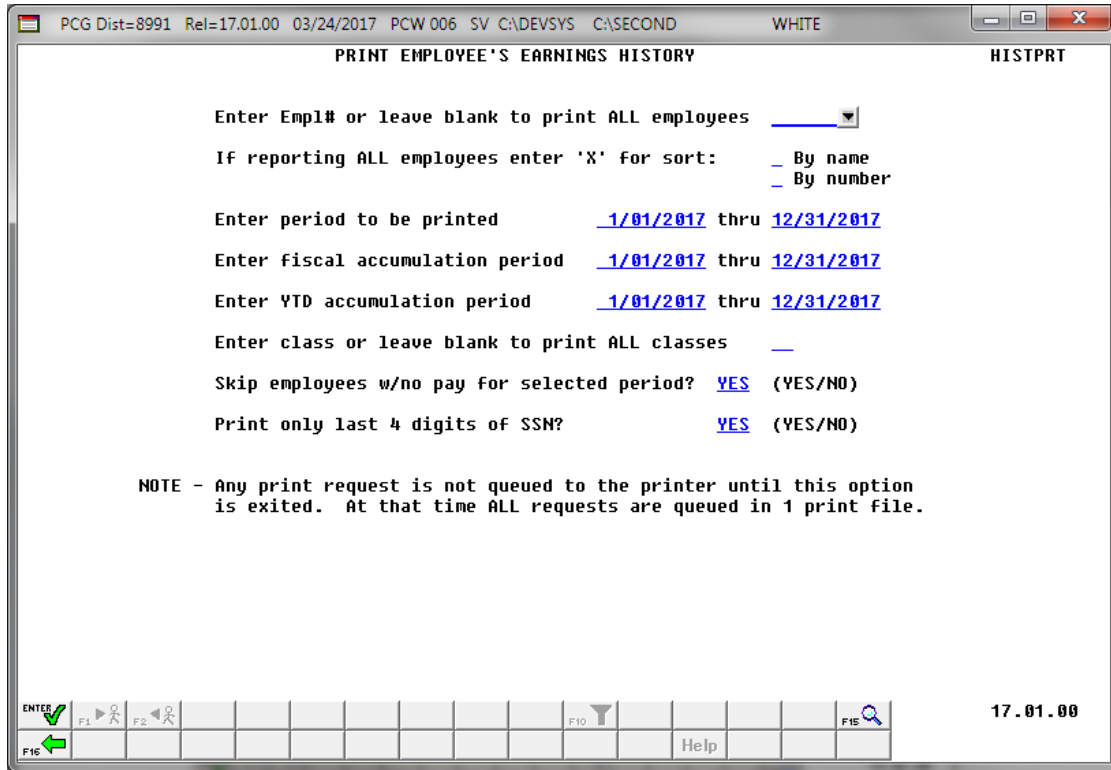 PCG Dist=8991 Rel=17.01.00 03/24/2017 PCW 006 SV C:\DEVSYS C:\SECOND WHITE
PRINT EMPLOYEE'S EARNINGS HISTORY HISTPRT
Enter Empl# or leave blank to print ALL employees
If reporting ALL employees enter 'X' for sort: _ By name
_ By number
Enter period to be printed 1/01/2017 thru 12/31/2017
Enter fiscal accumulation period 1/01/2017 thru 12/31/2017
Enter YTD accumulation period 1/01/2017 thru 12/31/2017
Enter class or leave blank to print ALL classes
Skip employees w/no pay for selected period? YES (YES/NO)
Print only last 4 digits of SSN? YES (YES/NO)
NOTE - Any print request is not queued to the printer until this option
is exited. At that time ALL requests are queued in 1 print file.
ENTER F1 F2 F10 F15 17.01.00
F16 Help